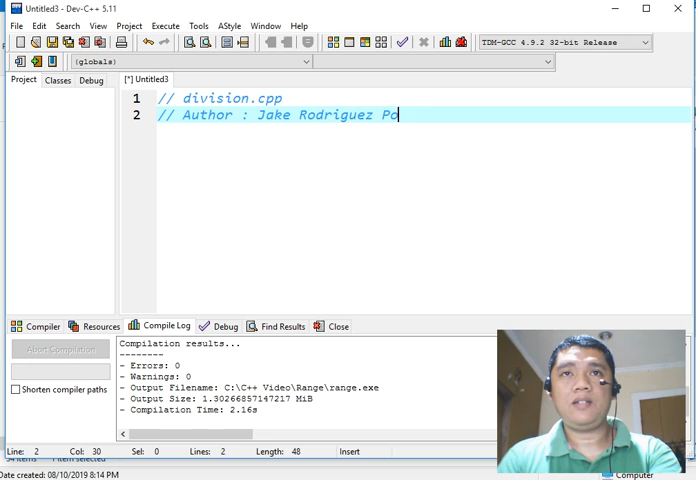 Untitled3 - Dev-C++ 5.11
File Edit Search View Project Execute Tools AStyle Window Help
TDM-GCC 4.9.2 32-bit Release
(globals)
Project Classes Debug
[*] Untitled3
1 // division.cpp
2 // Author : Jake Rodriguez Po
Compiler Resources Compile Log Debug Find Results Close
Abort Compilation
Shorten compiler paths
Compilation results...
--------
- Errors: 0
- Warnings: 0
- Output Filename: C:\C++ Video\Range\range.exe
- Output Size: 1.30266857147217 MiB
- Compilation Time: 2.16s
Line: 2 Col: 30 Sel: 0 Lines: 2 Length: 48 Insert
Date created: 08/10/2019 8:14 PM
Computer